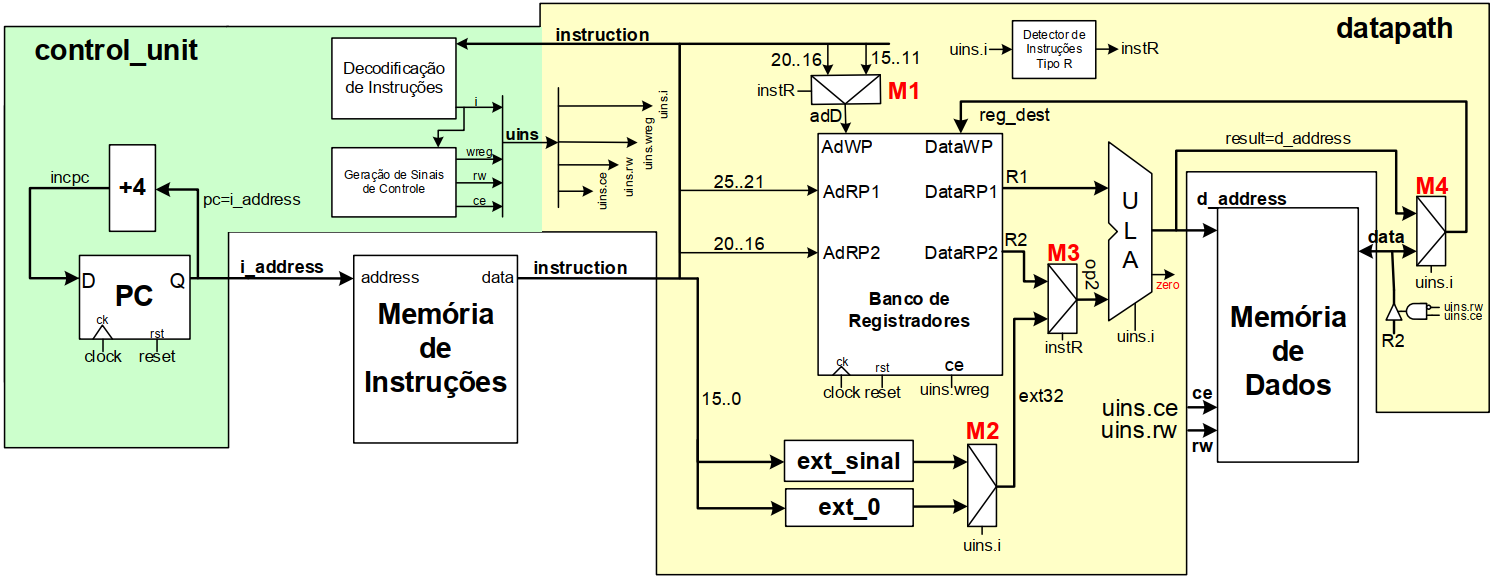 control_unit
Decodificação
de Instruções
i
Geração de Sinais
de Controle
wreg
rw
ce
uins
uins.ce
uins.rw
uins.wreg
uins.i
incpc
+4
pc=i_address
D
PC
Q
ck
rst
clock
reset
i_address
address
data
Memória
de
Instruções
instruction
instruction
datapath
uins.i
Detector de
Instruções
Tipo R
instR
20..16
15..11
instR
M1
adD
reg_dest
AdWP
DataWP
25..21
AdRP1
DataRP1
R1
20..16
AdRP2
DataRP2
R2
Banco de
Registradores
ck
rst
ce
clock
reset
uins.wreg
15..0
ext_sinal
ext_0
M2
uins.i
ext32
M3
op2
instR
U
L
A
zero
uins.i
result=d_address
d_address
Memória
de
Dados
uins.ce
ce
uins.rw
rw
data
M4
uins.i
uins.rw
uins.ce
R2